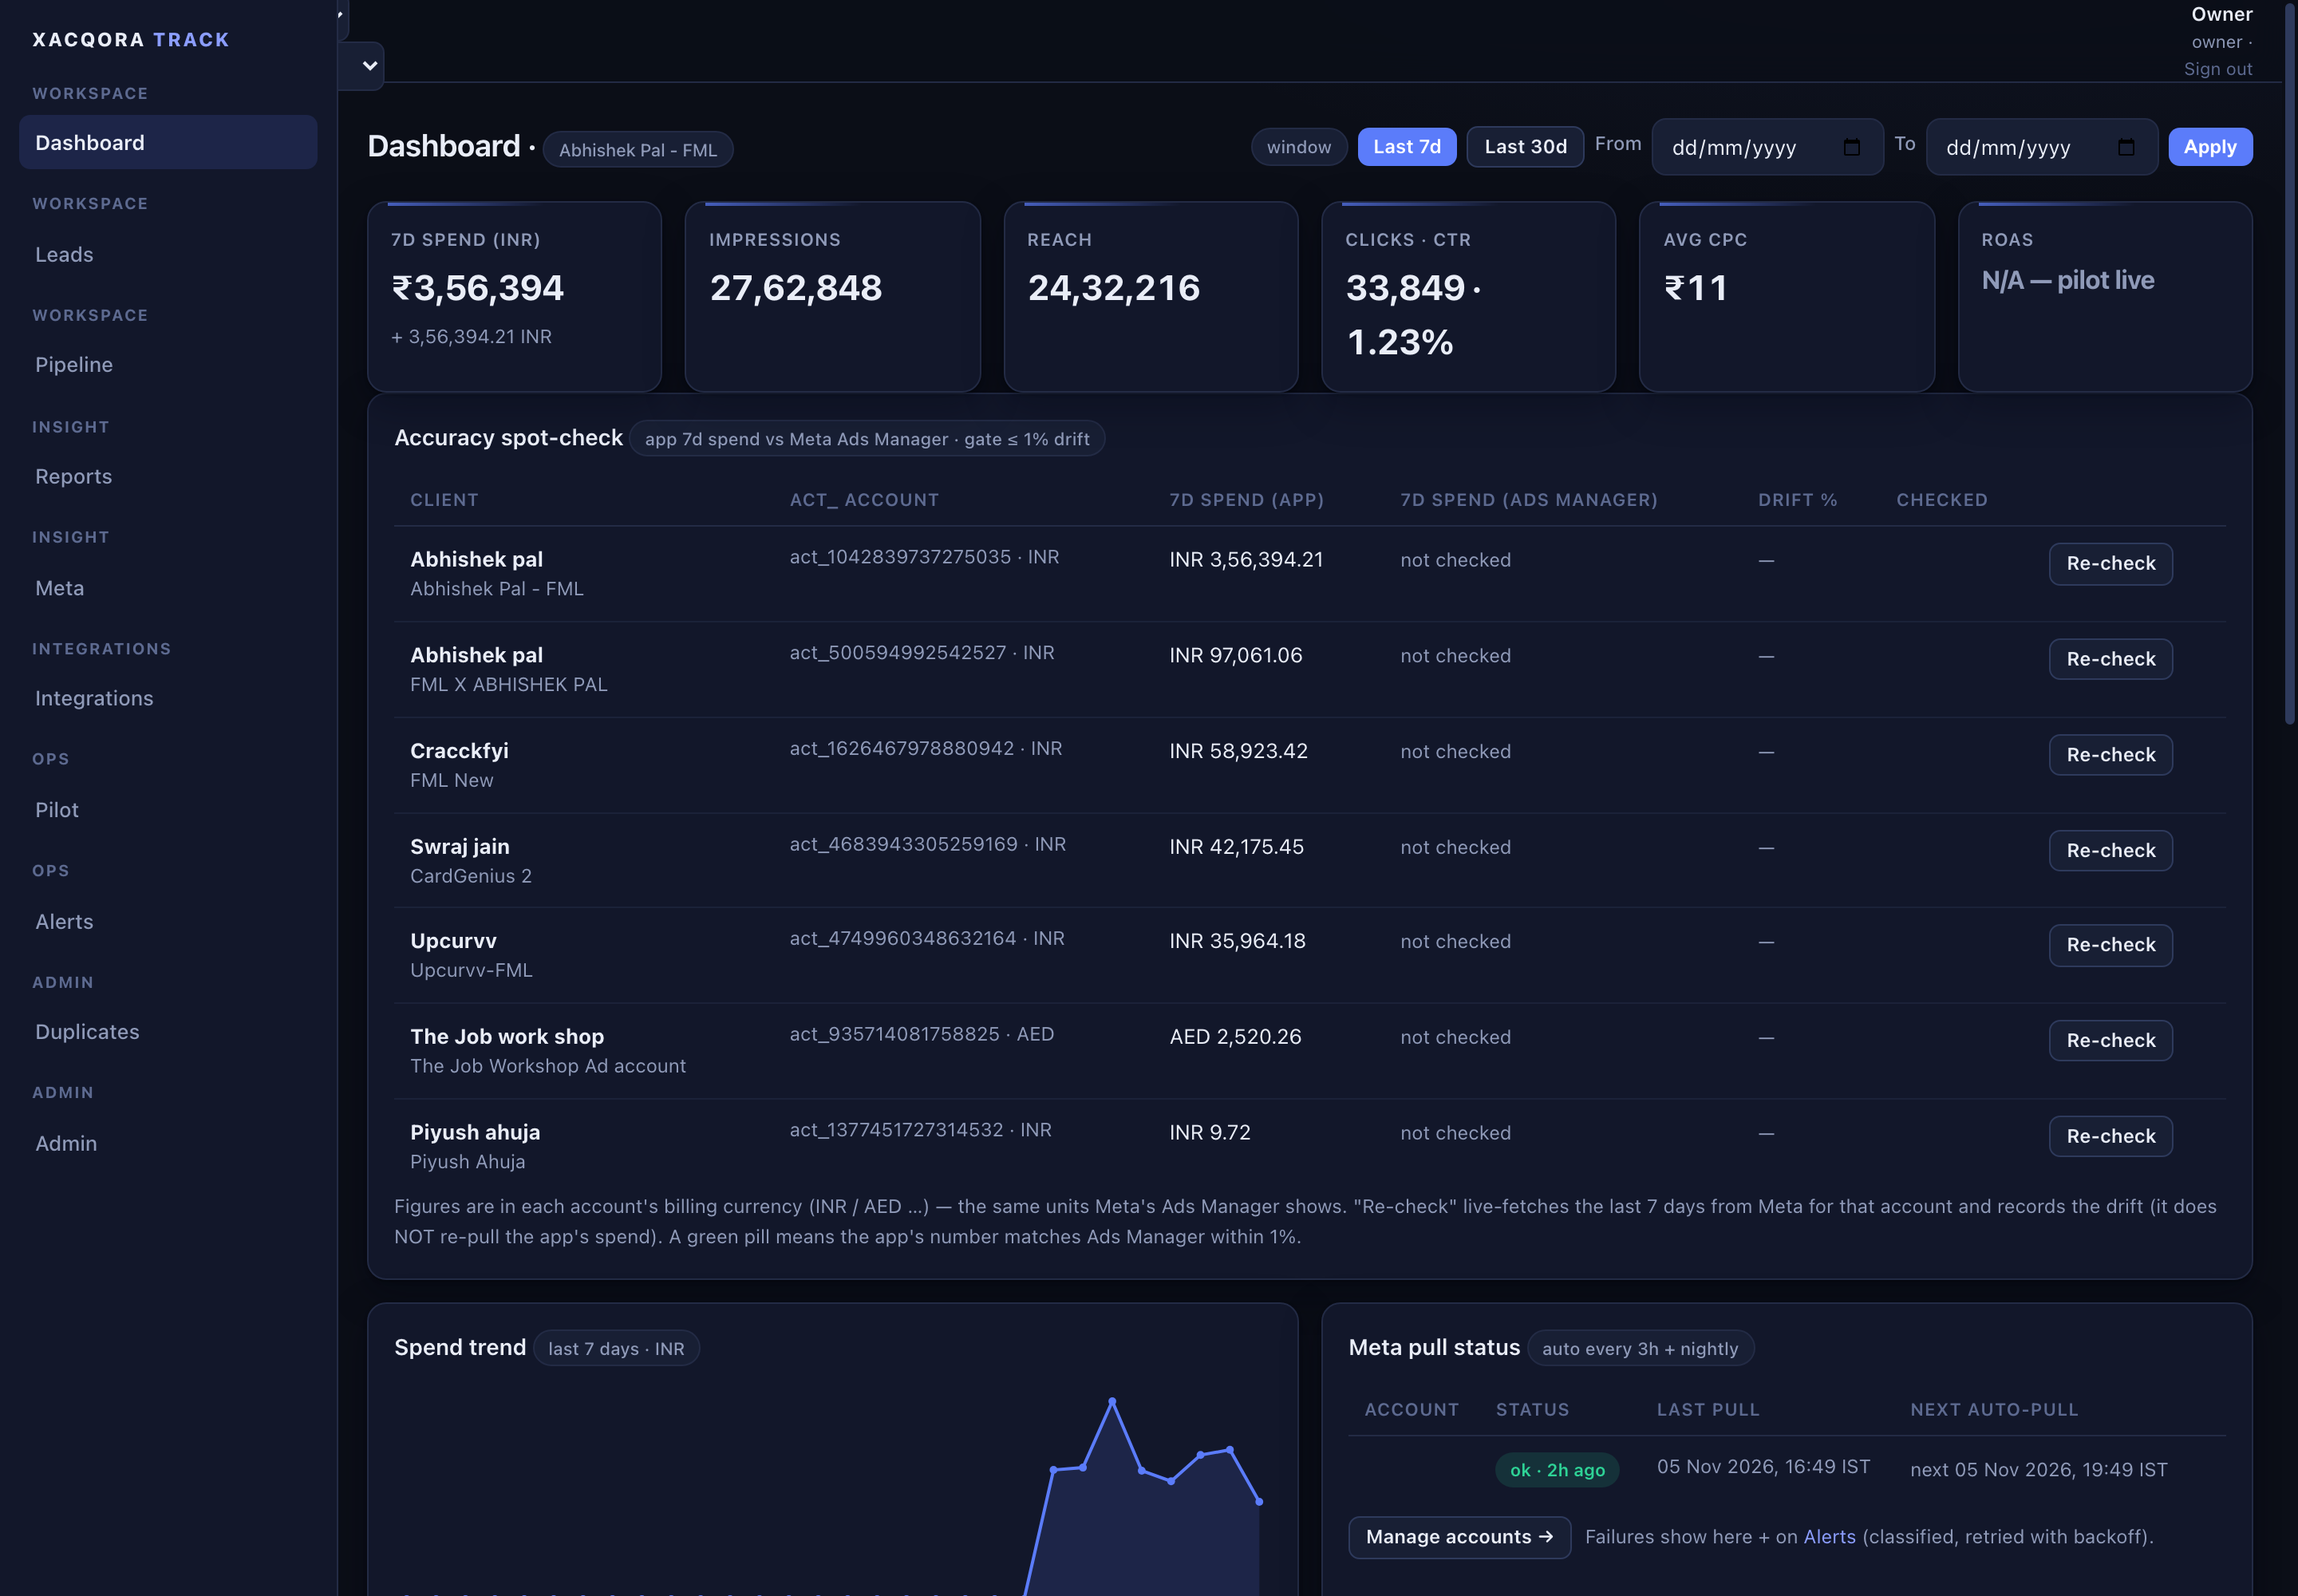 XACQORA TRACK
WORKSPACE
Dashboard
WORKSPACE
Leads
WORKSPACE
Pipeline
INSIGHT
Reports
INSIGHT
Meta
INTEGRATIONS
Integrations
OPS
Pilot
OPS
Alerts
ADMIN
Duplicates
ADMIN
Admin
Owner
owner ·
Sign out
Dashboard · Abhishek Pal - FML
window Last 7d Last 30d From dd/mm/yyyy To dd/mm/yyyy Apply
7D SPEND (INR)
₹3,56,394
+ 3,56,394.21 INR
IMPRESSIONS
27,62,848
REACH
24,32,216
CLICKS · CTR
33,849 ·
1.23%
AVG CPC
₹11
ROAS
N/A — pilot live
Accuracy spot-check app 7d spend vs Meta Ads Manager · gate ≤ 1% drift
CLIENT ACT_ ACCOUNT 7D SPEND (APP) 7D SPEND (ADS MANAGER) DRIFT % CHECKED
Abhishek pal act_1042839737275035 · INR INR 3,56,394.21 not checked — Re-check
Abhishek Pal - FML
Abhishek pal act_500594992542527 · INR INR 97,061.06 not checked — Re-check
FML X ABHISHEK PAL
Cracckfyi act_1626467978880942 · INR INR 58,923.42 not checked — Re-check
FML New
Swraj jain act_4683943305259169 · INR INR 42,175.45 not checked — Re-check
CardGenius 2
Upcurvv act_4749960348632164 · INR INR 35,964.18 not checked — Re-check
Upcurvv-FML
The Job work shop act_935714081758825 · AED AED 2,520.26 not checked — Re-check
The Job Workshop Ad account
Piyush ahuja act_1377451727314532 · INR INR 9.72 not checked — Re-check
Piyush Ahuja
Figures are in each account's billing currency (INR / AED ...) — the same units Meta's Ads Manager shows. "Re-check" live-fetches the last 7 days from Meta for that account and records the drift (it does
NOT re-pull the app's spend). A green pill means the app's number matches Ads Manager within 1%.
Spend trend last 7 days · INR
Meta pull status auto every 3h + nightly
ACCOUNT STATUS LAST PULL NEXT AUTO-PULL
ok · 2h ago 05 Nov 2026, 16:49 IST next 05 Nov 2026, 19:49 IST
Manage accounts → Failures show here + on Alerts (classified, retried with backoff).